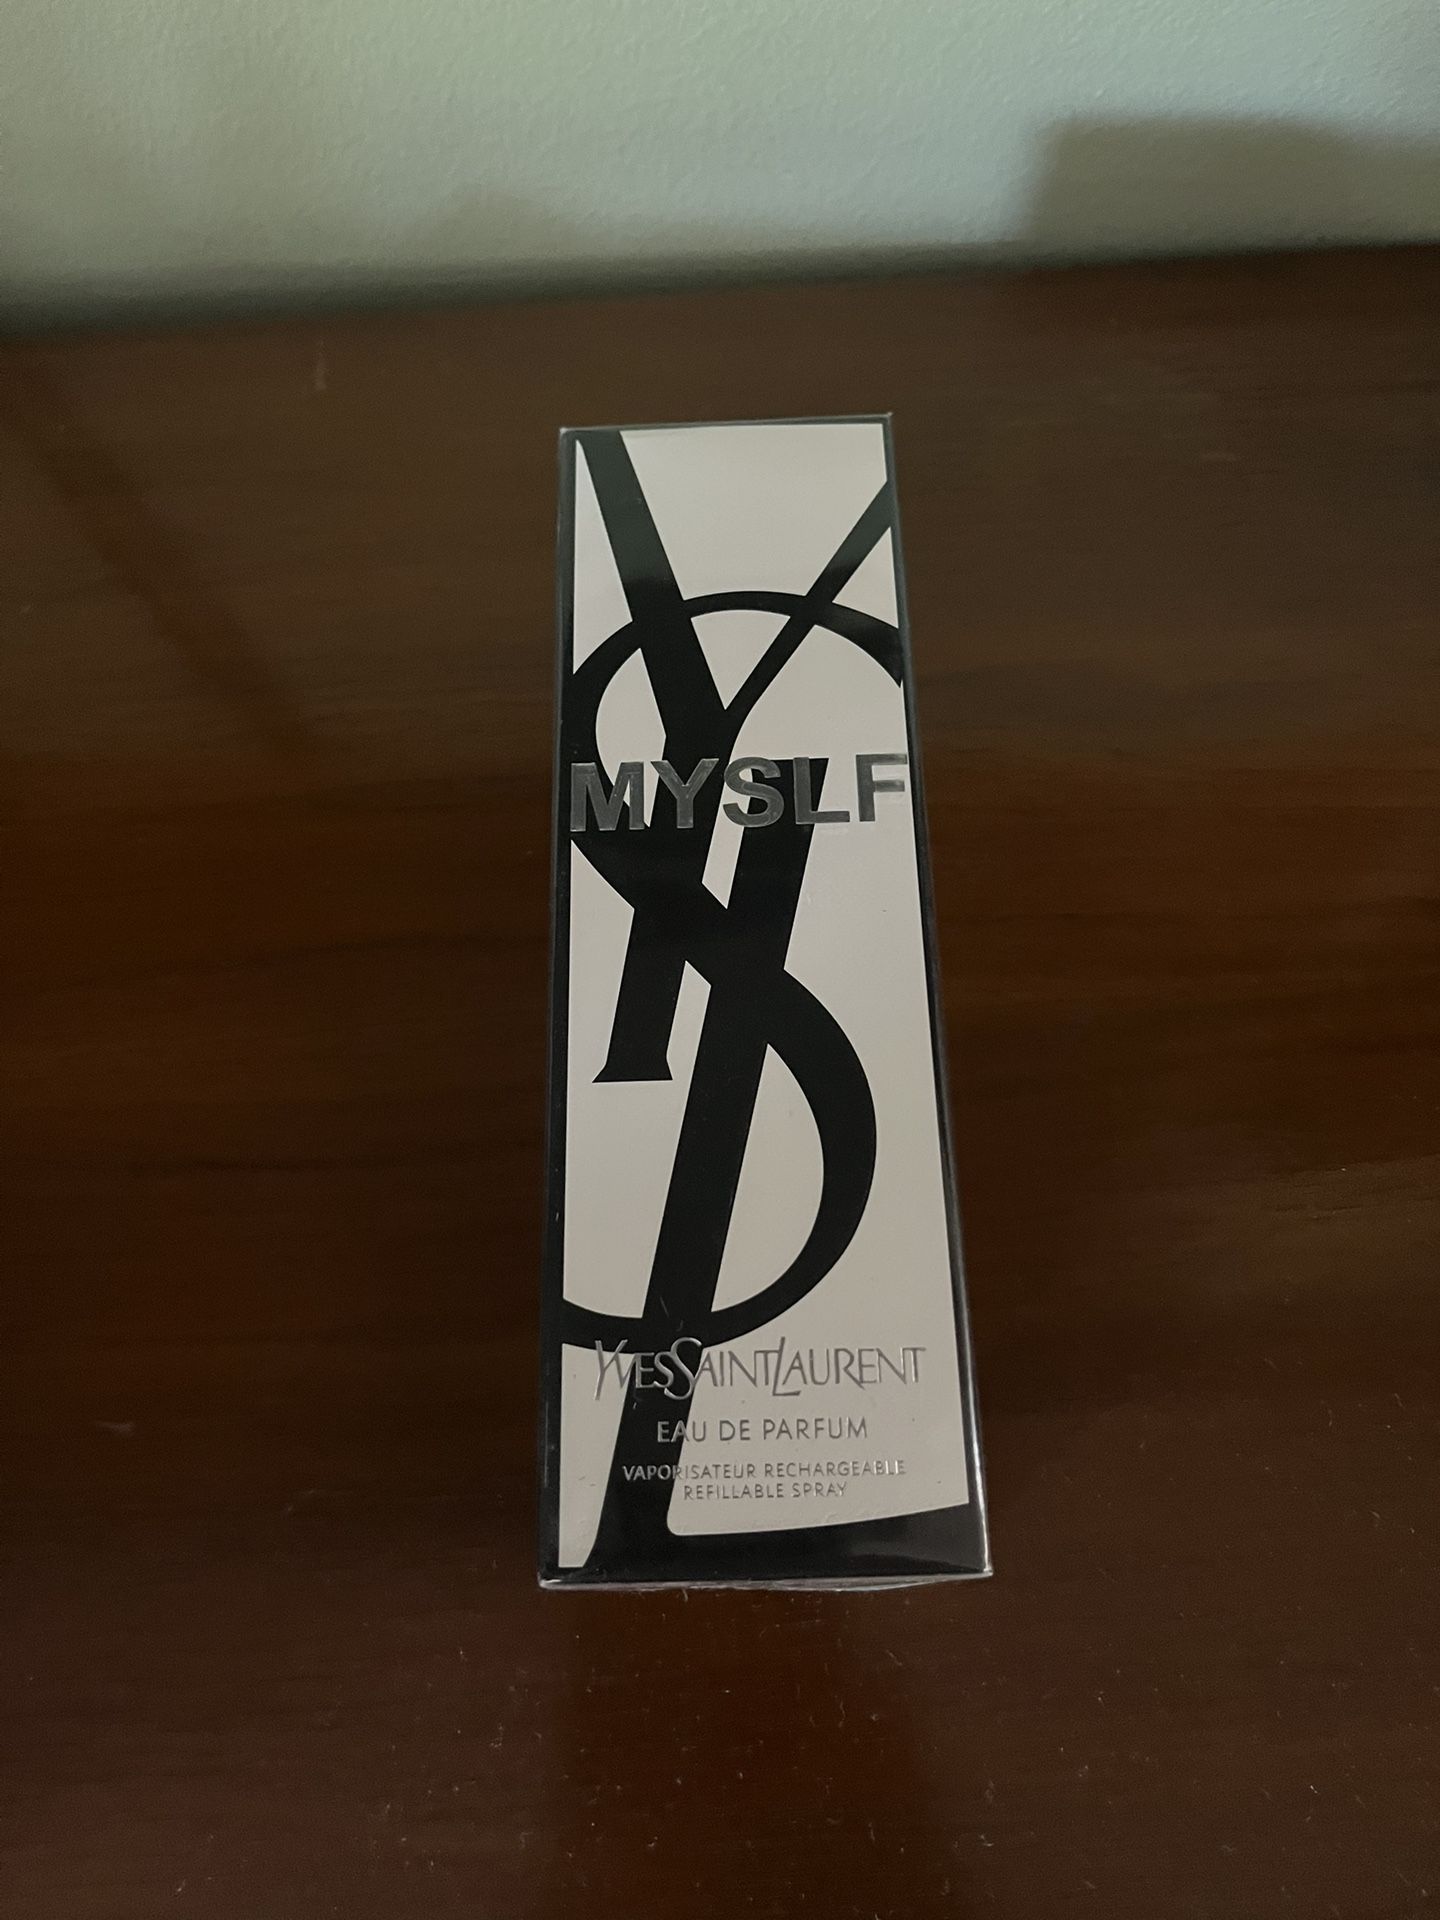 YSL
MYSLF
YVESSAINTLAURENT
EAU DE PARFUM
VAPORISATEUR RECHARGEABLE
REFILLABLE SPRAY